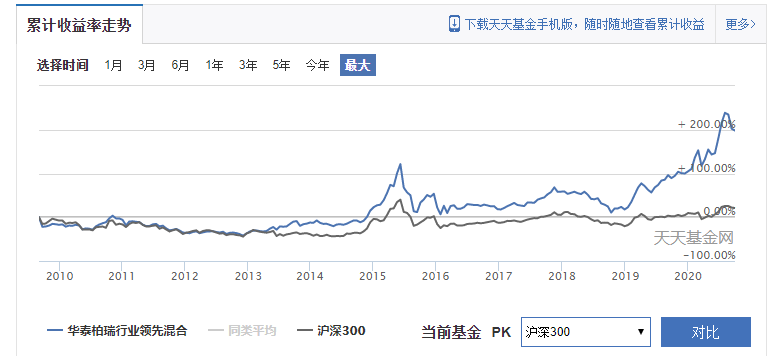 累计收益率走势
下载天天基金手机版，随时随地查看累计收益 更多>
选择时间 1月 3月 6月 1年 3年 5年 今年 最大
+ 200.00%
+ 100.00%
0.00%
天天基金网
-100.00%
2010 2011 2012 2013 2014 2015 2016 2017 2018 2019 2020
华泰柏瑞行业领先混合 同类平均 沪深300 当前基金 PK 沪深300 对比